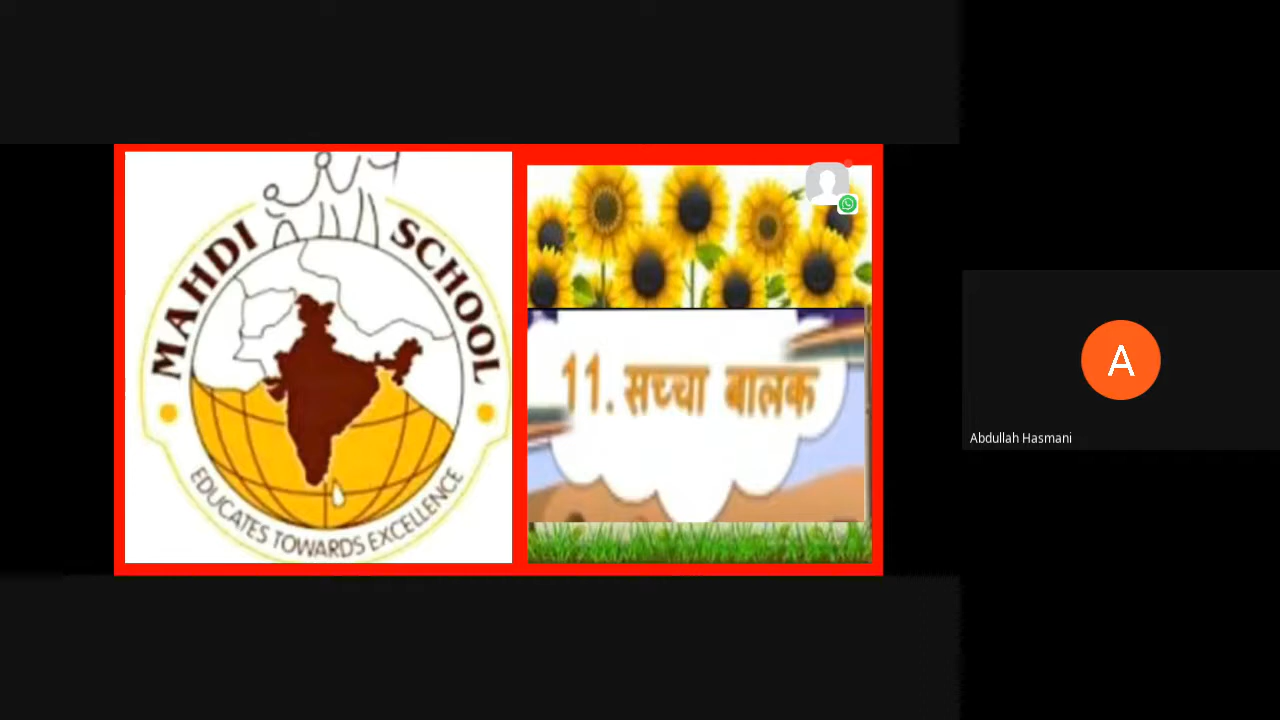 MAHDI SCHOOL
EDUCATES TOWARDS EXCELLENCE
11. सच्चा बालक
A
Abdullah Hasmani